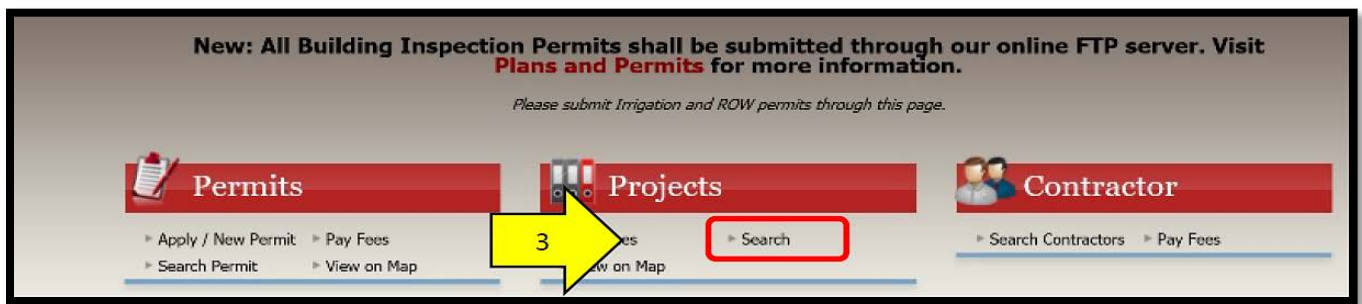 New: All Building Inspection Permits shall be submitted through our online FTP server. Visit
Plans and Permits for more information.
Please submit Irrigation and ROW permits through this page.
Permits
Projects
Contractor
Apply / New Permit
Pay Fees
3
Search
Search Contractors
Pay Fees
Search Permit
View on Map
on Map